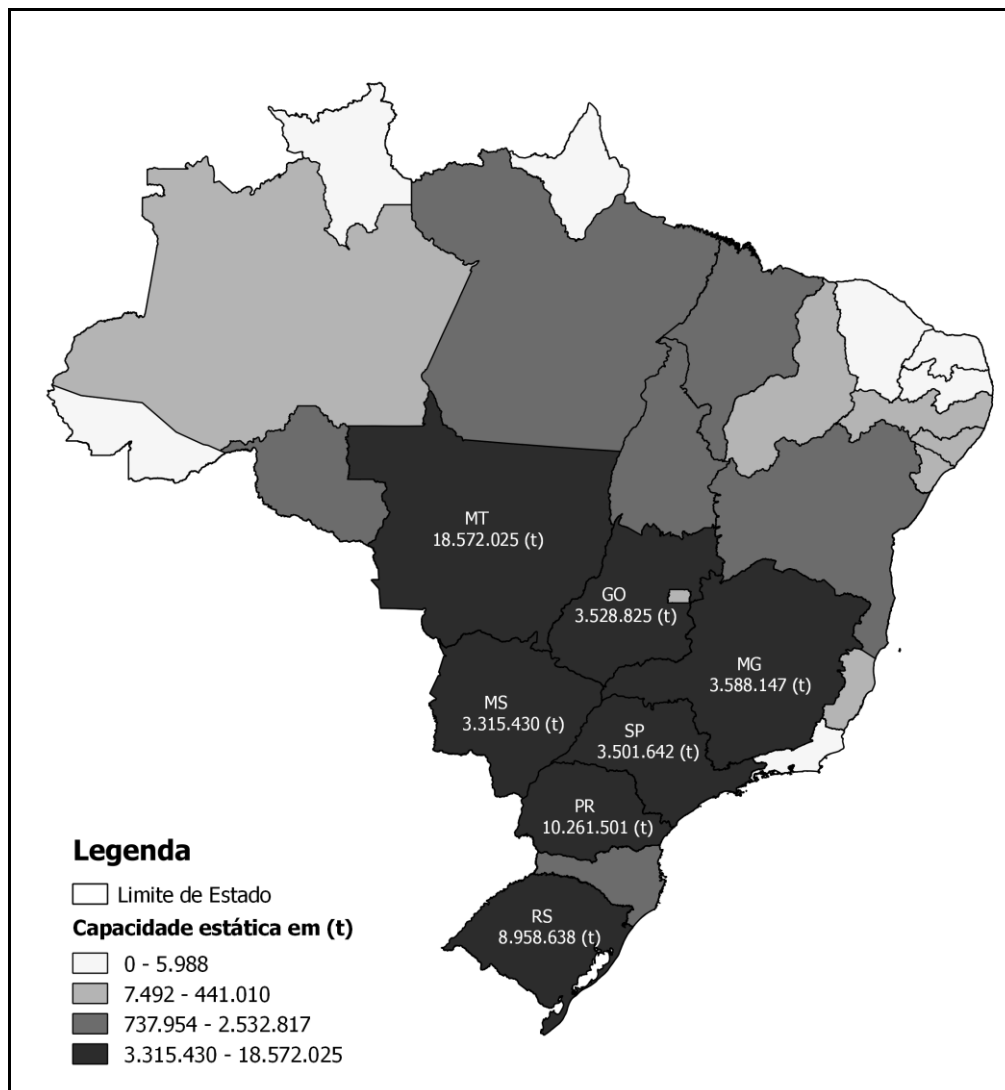 MT
18.572.025 (t)
GO
3.528.825 (t)
MG
3.588.147 (t)
MS
3.315.430 (t)
SP
3.501.642 (t)
PR
10.261.501 (t)
RS
8.958.638 (t)
Legenda
Limite de Estado
Capacidade estática em (t)
0 - 5.988
7.492 - 441.010
737.954 - 2.532.817
3.315.430 - 18.572.025